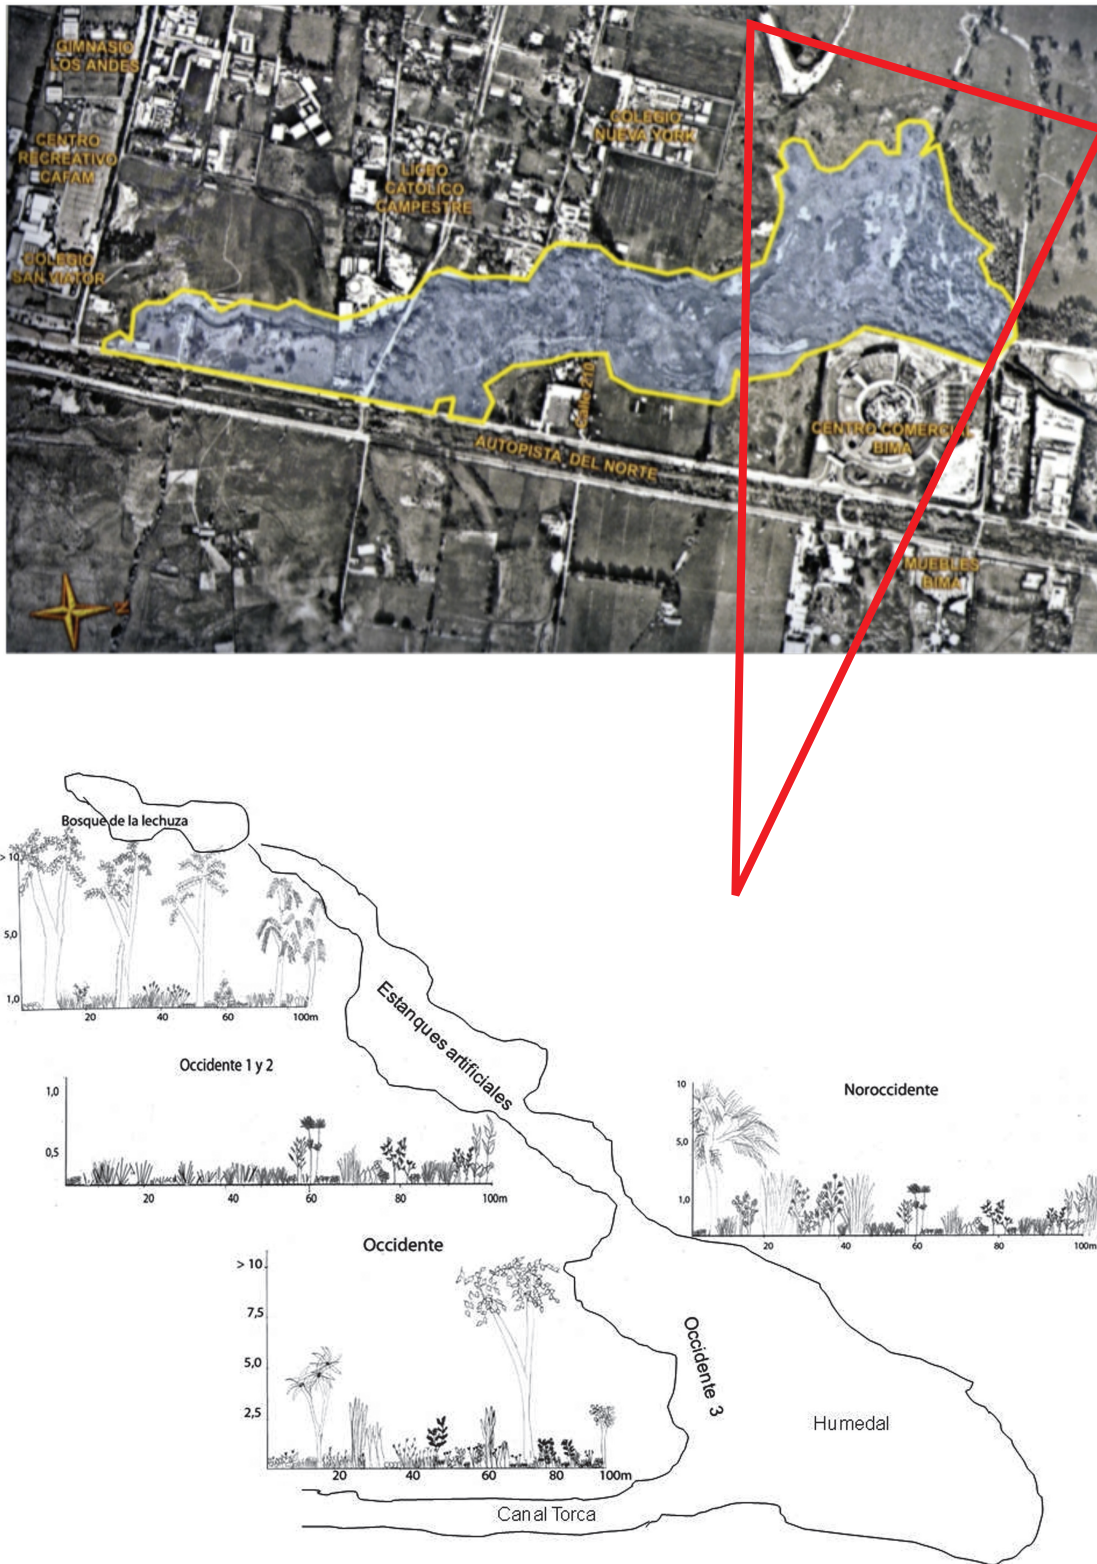 GIMNASIO
LOS ANDES
CENTRO
RECREATIVO
CAFAM
COLEGIO
SAN VIATOR
LICEO
CATOLICO
CAMPESTRE
COLEGIO
NUEVA YORK
Calle 210
AUTOPISTA DEL NORTE
CENTRO COMERCIAL
BIMA
MUEBLES
BIMA
N
Bosque de la lechuza
> 10
5,0
1,0
20 40 60 100m
Estanques artificiales
Occidente 1 y 2
1,0
0,5
20 40 60 80 100m
Noroccidente
10
5,0
1,0
20 40 60 80 100m
Occidente
> 10
7,5
5,0
2,5
20 40 60 80 100m
Occidente 3
Humedal
Canal Torca